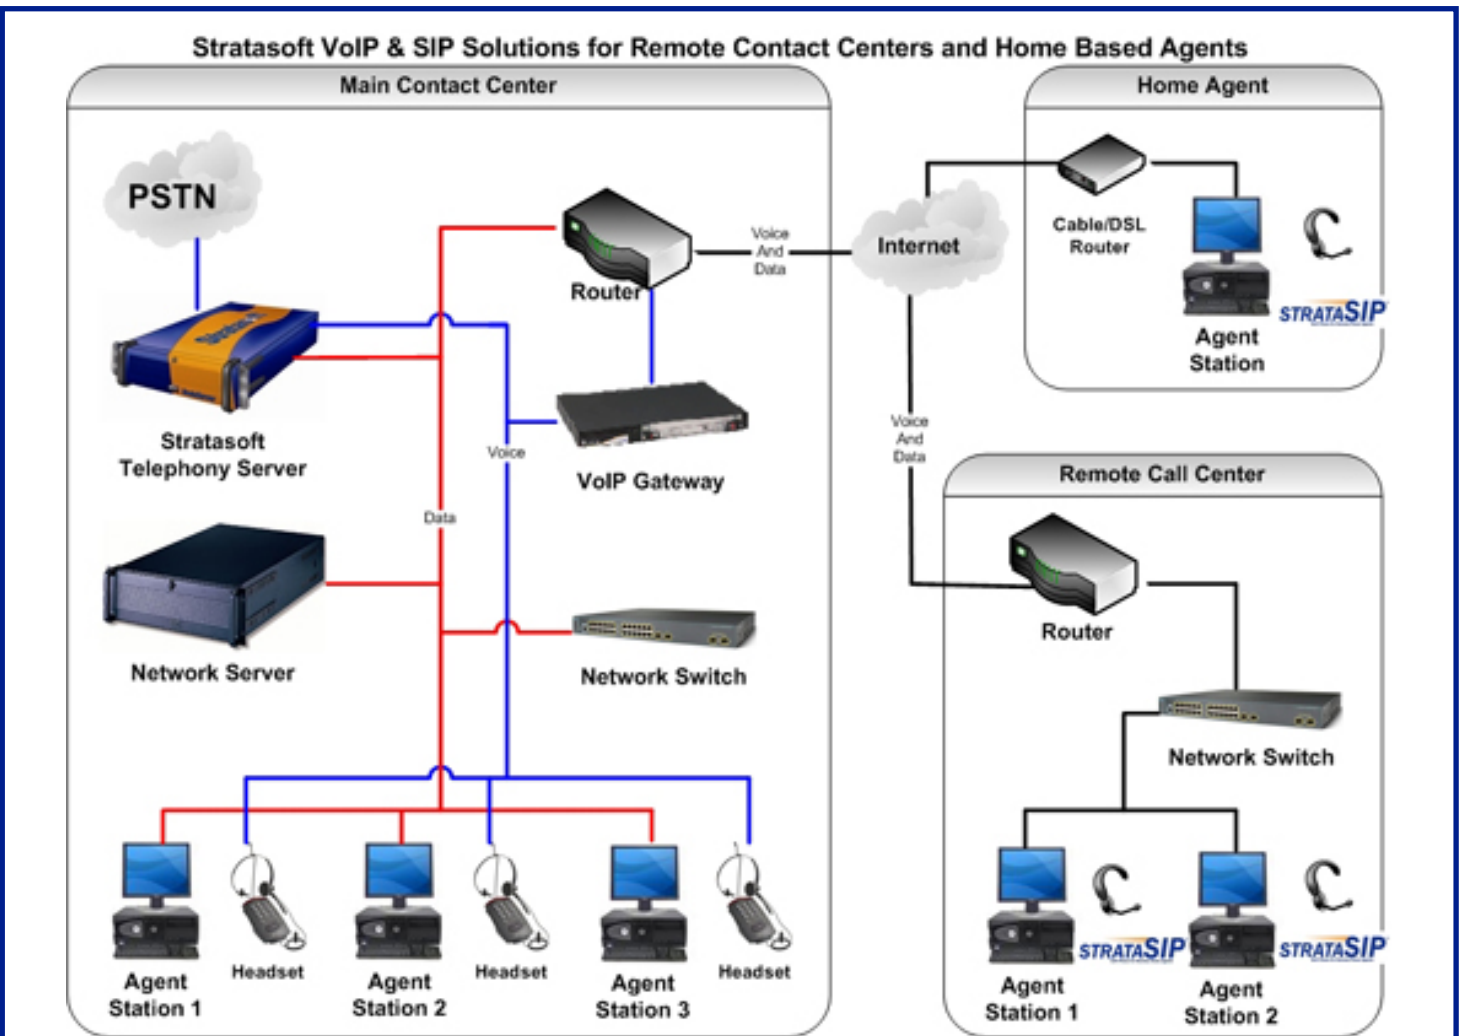 Stratasoft VoIP & SIP Solutions for Remote Contact Centers and Home Based Agents
Main Contact Center
PSTN
Router
Voice
And
Data
Internet
Stratasoft
Telephony Server
VoIP Gateway
Voice
Data
Network Server
Network Switch
Agent
Station 1
Headset
Agent
Station 2
Headset
Agent
Station 3
Headset
Home Agent
Cable/DSL
Router
STRATASIP
Agent
Station
Voice
And
Data
Remote Call Center
Router
Network Switch
STRATASIP
Agent
Station 1
STRATASIP
Agent
Station 2